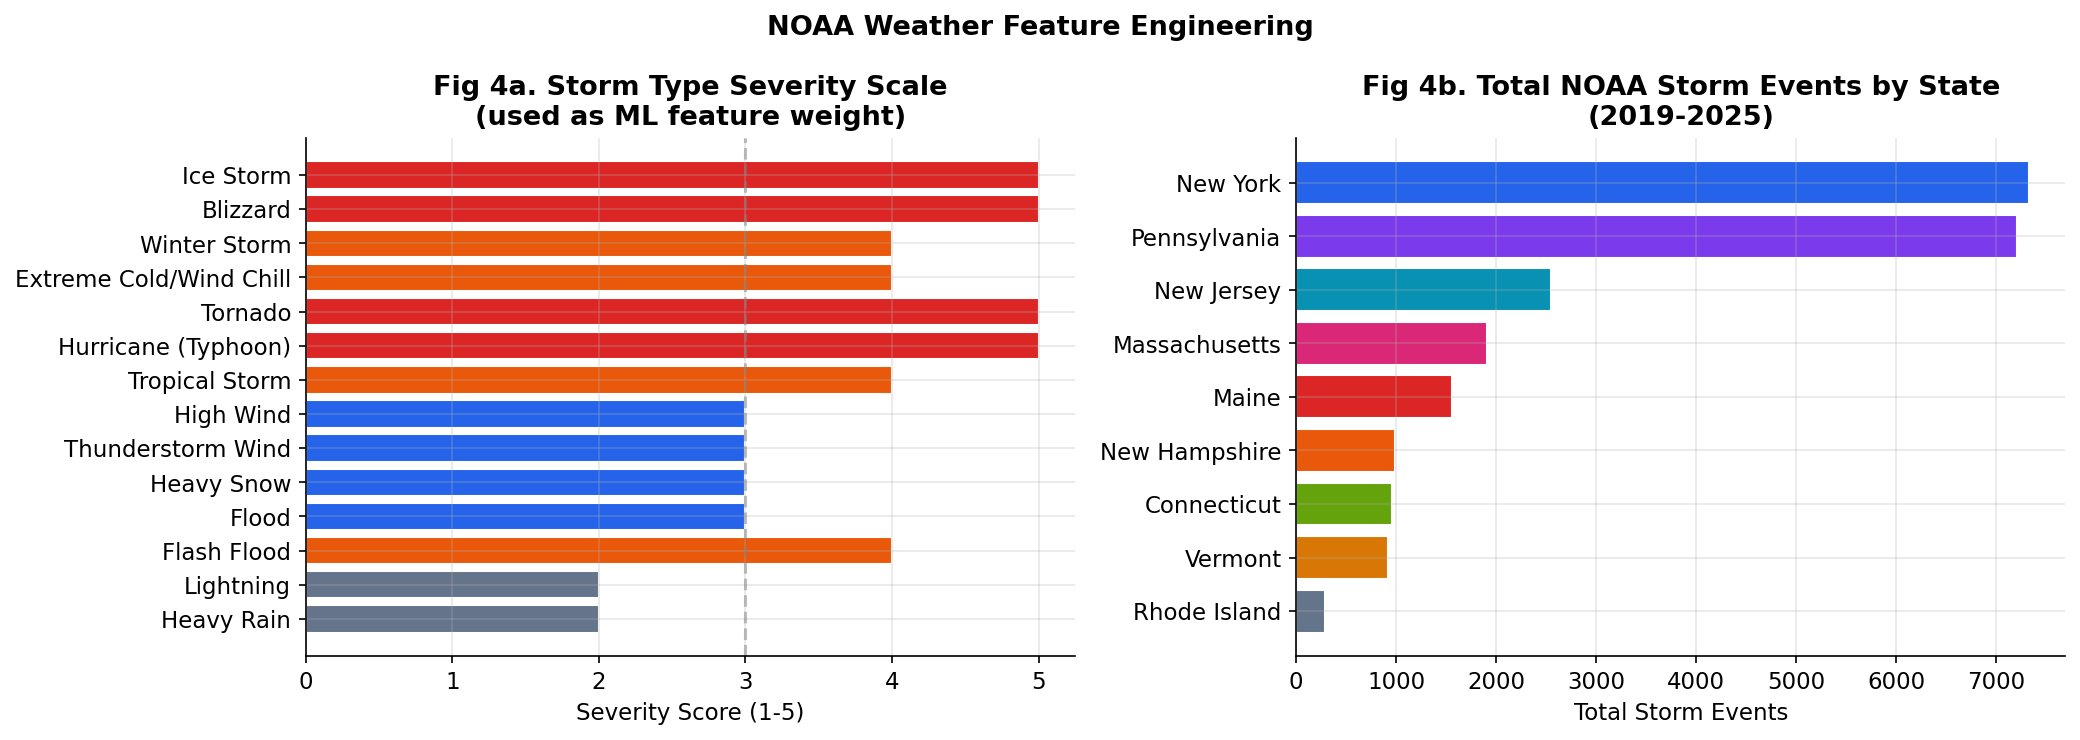 NOAA Weather Feature Engineering
Fig 4a. Storm Type Severity Scale
(used as ML feature weight)
Ice Storm
Blizzard
Winter Storm
Extreme Cold/Wind Chill
Tornado
Hurricane (Typhoon)
Tropical Storm
High Wind
Thunderstorm Wind
Heavy Snow
Flood
Flash Flood
Lightning
Heavy Rain
0 1 2 3 4 5
Severity Score (1-5)
Fig 4b. Total NOAA Storm Events by State
(2019-2025)
New York
Pennsylvania
New Jersey
Massachusetts
Maine
New Hampshire
Connecticut
Vermont
Rhode Island
0 1000 2000 3000 4000 5000 6000 7000
Total Storm Events